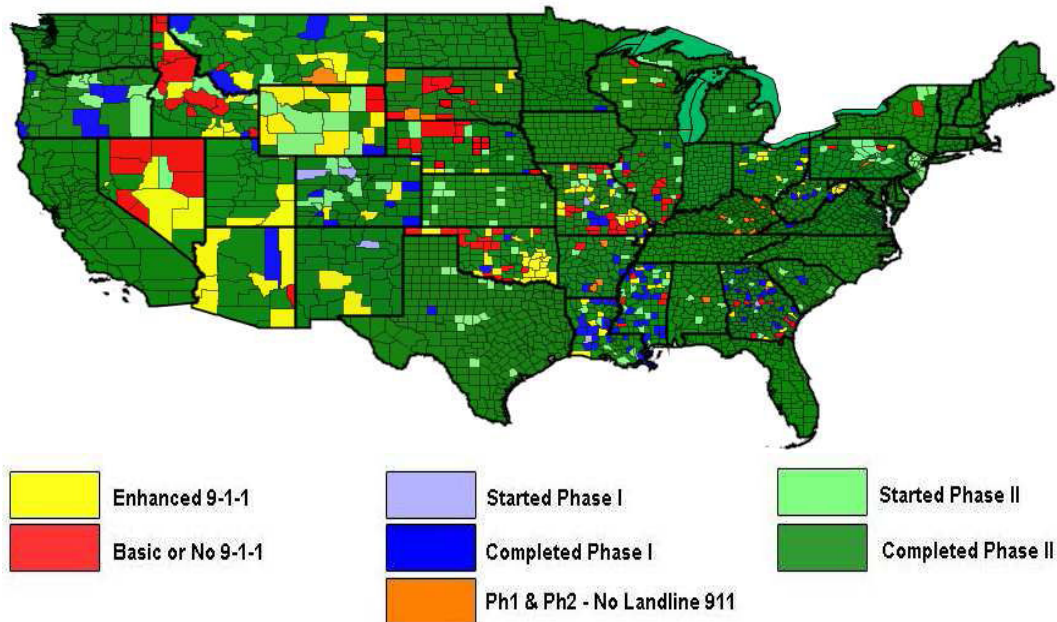 Enhanced 9-1-1
Basic or No 9-1-1
Started Phase I
Completed Phase I
Ph1 & Ph2 - No Landline 911
Started Phase II
Completed Phase II